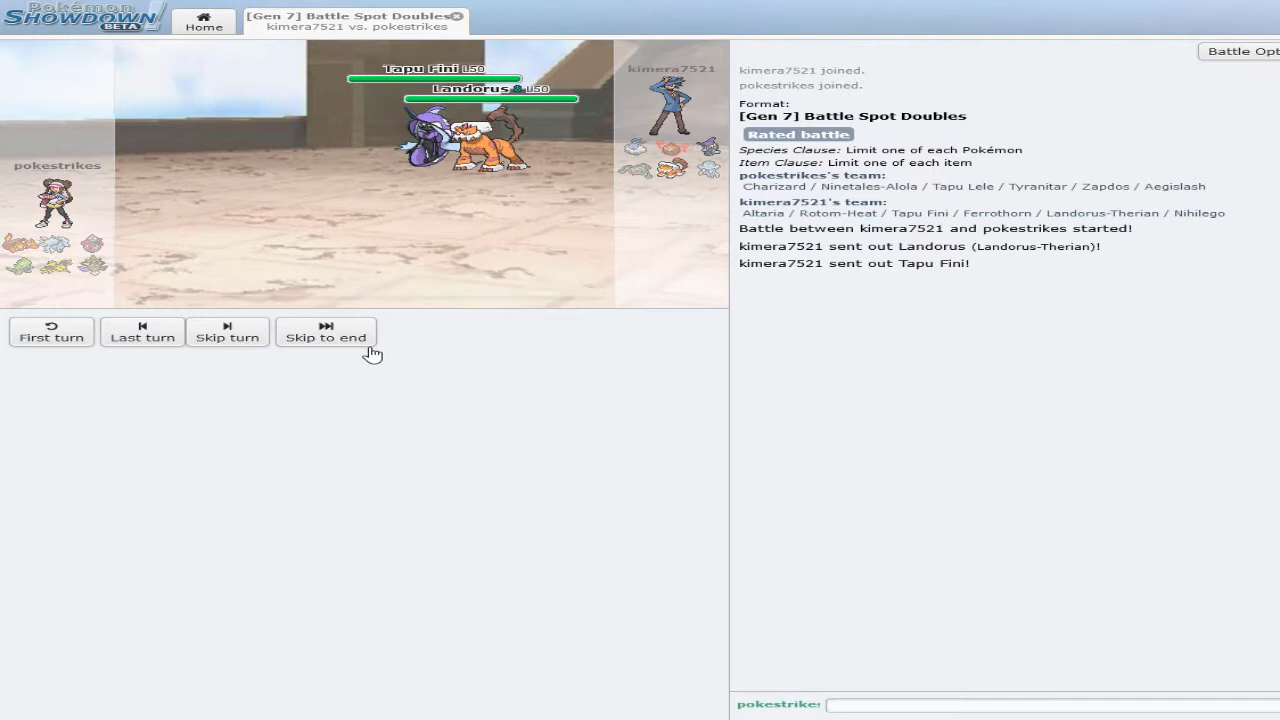 Pokémon
SHOWDOWN
BETA
Home
[Gen 7] Battle Spot Doubles
kimera7521 vs. pokestrikes
Battle Opt
Tapu Fini L50
Landorus L50
kimera7521
pokestrikes
First turn
Last turn
Skip turn
Skip to end
kimera7521 joined.
pokestrikes joined.
Format:
[Gen 7] Battle Spot Doubles
Rated battle
Species Clause: Limit one of each Pokémon
Item Clause: Limit one of each item
pokestrikes's team:
Charizard / Ninetales-Alola / Tapu Lele / Tyranitar / Zapdos / Aegislash
kimera7521's team:
Altaria / Rotom-Heat / Tapu Fini / Ferrothorn / Landorus-Therian / Nihilego
Battle between kimera7521 and pokestrikes started!
kimera7521 sent out Landorus (Landorus-Therian)!
kimera7521 sent out Tapu Fini!
pokestrikes: